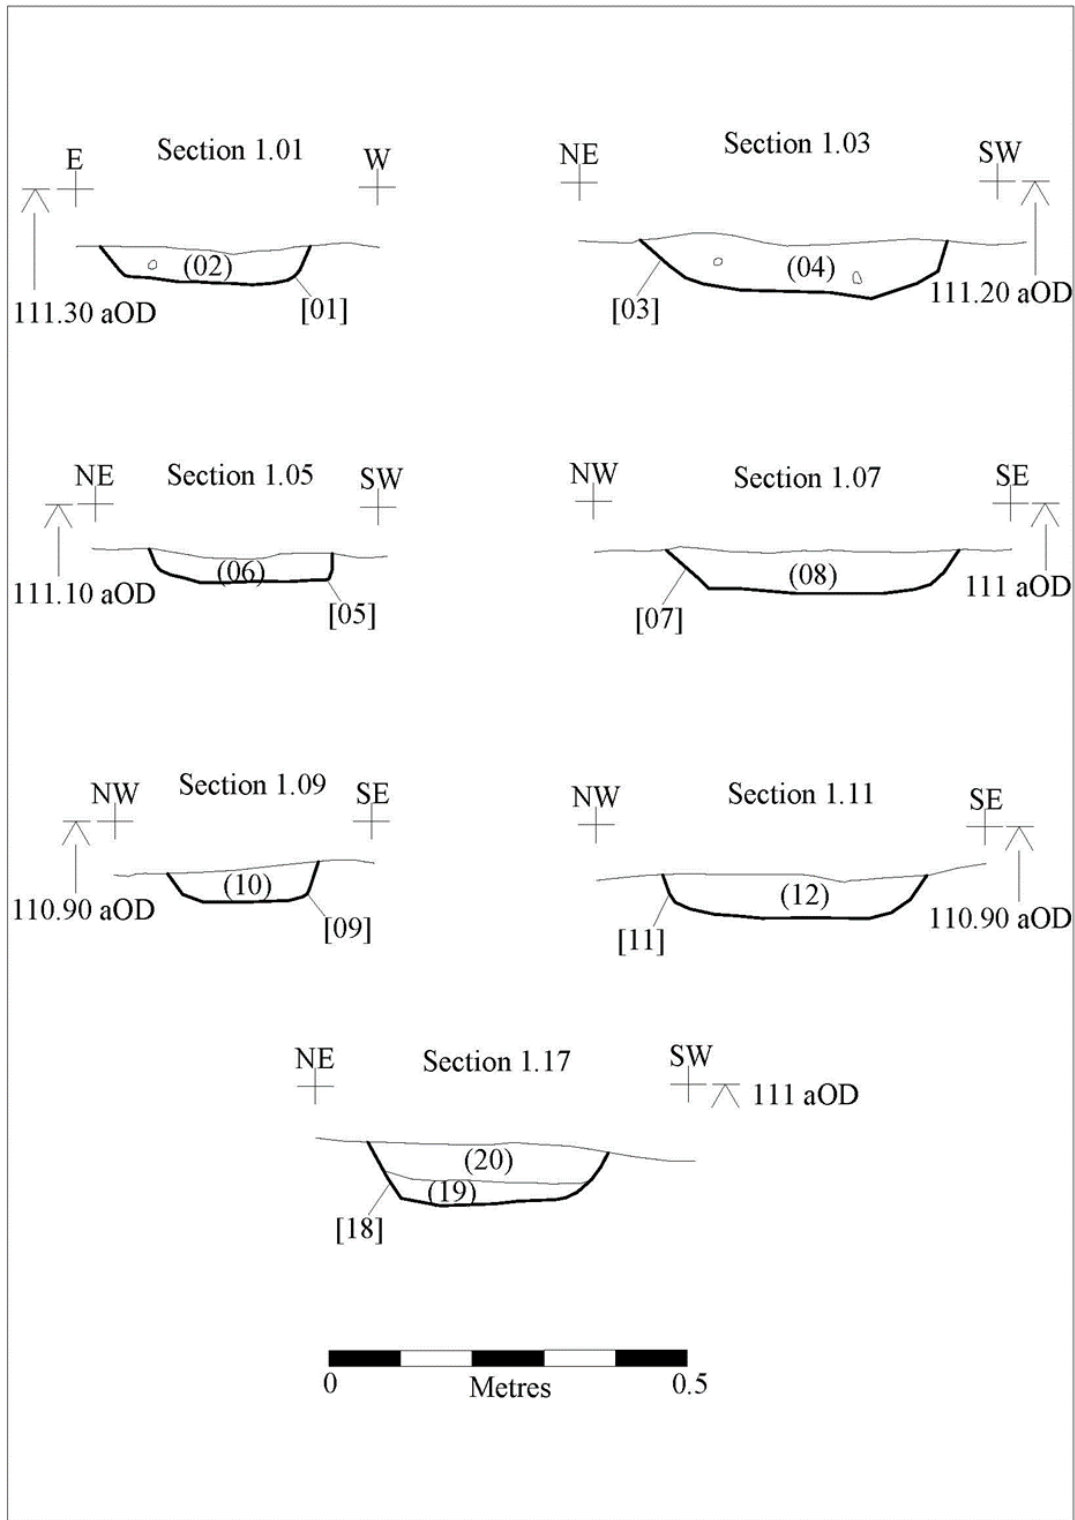 Section 1.01
E
W
(02)
[01]
111.30 aOD
Section 1.03
NE
SW
(04)
[03]
111.20 aOD
Section 1.05
NE
SW
(06)
[05]
111.10 aOD
Section 1.07
NW
SE
(08)
[07]
111 aOD
Section 1.09
NW
SE
(10)
[09]
110.90 aOD
Section 1.11
NW
SE
(12)
[11]
110.90 aOD
Section 1.17
NE
SW
111 aOD
(20)
(19)
[18]
0 Metres 0.5